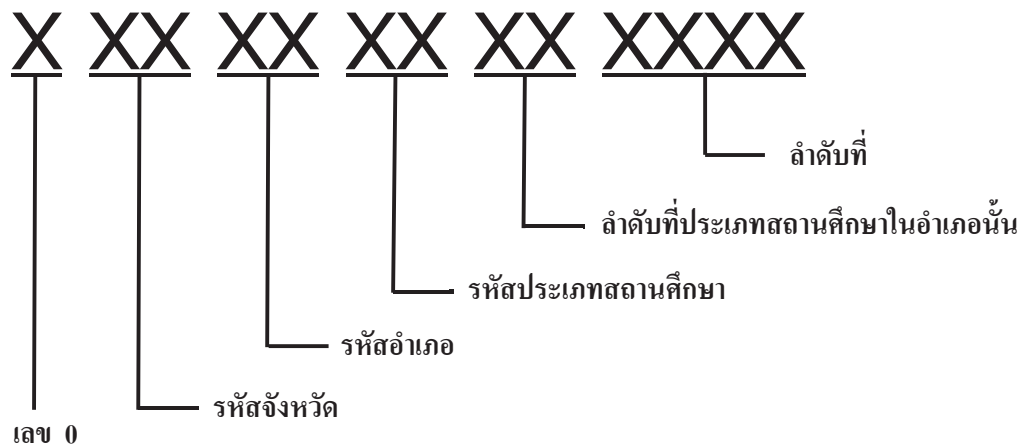 X XX XX XX XX XXXX
ลำดับที่
ลำดับที่ประเภทสถานศึกษาในอำเภอนั้น
รหัสประเภทสถานศึกษา
รหัสอำเภอ
รหัสจังหวัด
เลข 0